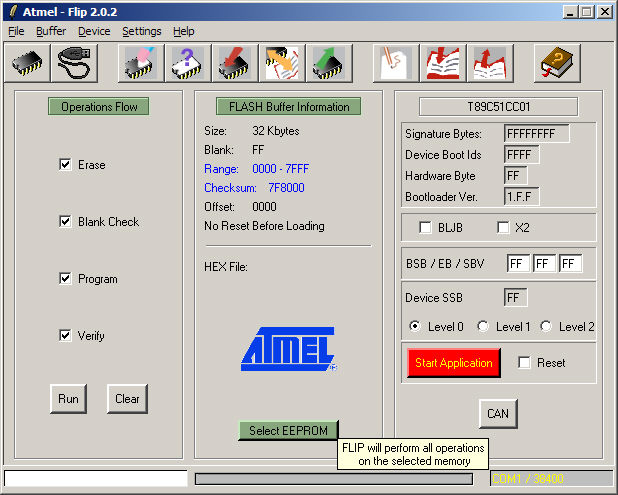 Atmel - Flip 2.0.2
File Buffer Device Settings Help
Operations Flow
Erase
Blank Check
Program
Verify
Run Clear
FLASH Buffer Information
Size: 32 Kbytes
Blank: FF
Range: 0000 - 7FFF
Checksum: 7F8000
Offset: 0000
No Reset Before Loading
HEX File:
ATMEL
Select EEPROM
FLIP will perform all operations
on the selected memory
T89C51CC01
Signature Bytes: FFFFFFFF
Device Boot Ids FFFF
Hardware Byte FF
Bootloader Ver. 1.F.F
BLJB X2
BSB / EB / SBV FF FF FF
Device SSB FF
Level 0 Level 1 Level 2
Start Application Reset
CAN
COM1 / 38400